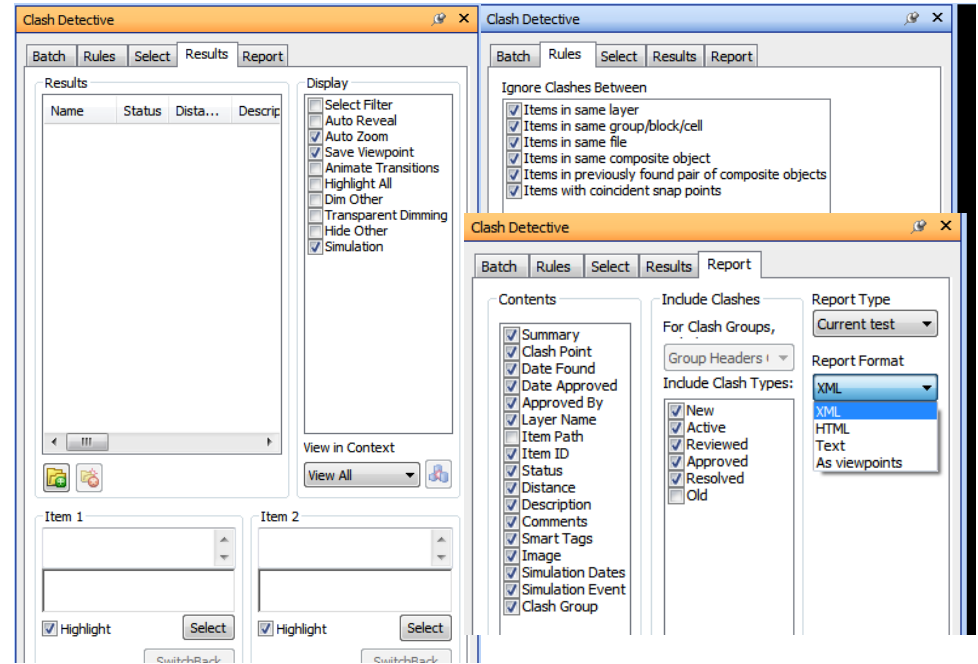 Clash Detective
Batch Rules Select Results Report
Results
Name Status Dista... Descrip
Display
Select Filter
Auto Reveal
Auto Zoom
Save Viewpoint
Animate Transitions
Highlight All
Dim Other
Transparent Dimming
Hide Other
Simulation
View in Context
View All
Item 1
Highlight
Select
SwitchBack
Item 2
Highlight
Select
SwitchBack
Clash Detective
Batch Rules Select Results Report
Ignore Clashes Between
Items in same layer
Items in same group/block/cell
Items in same file
Items in same composite object
Items in previously found pair of composite objects
Items with coincident snap points
Clash Detective
Batch Rules Select Results Report
Contents
Summary
Clash Point
Date Found
Date Approved
Approved By
Layer Name
Item Path
Item ID
Status
Distance
Description
Comments
Smart Tags
Image
Simulation Dates
Simulation Event
Clash Group
Include Clashes
For Clash Groups,
Group Headers
Include Clash Types:
New
Active
Reviewed
Approved
Resolved
Old
Report Type
Current test
Report Format
XML
XML
HTML
Text
As viewpoints